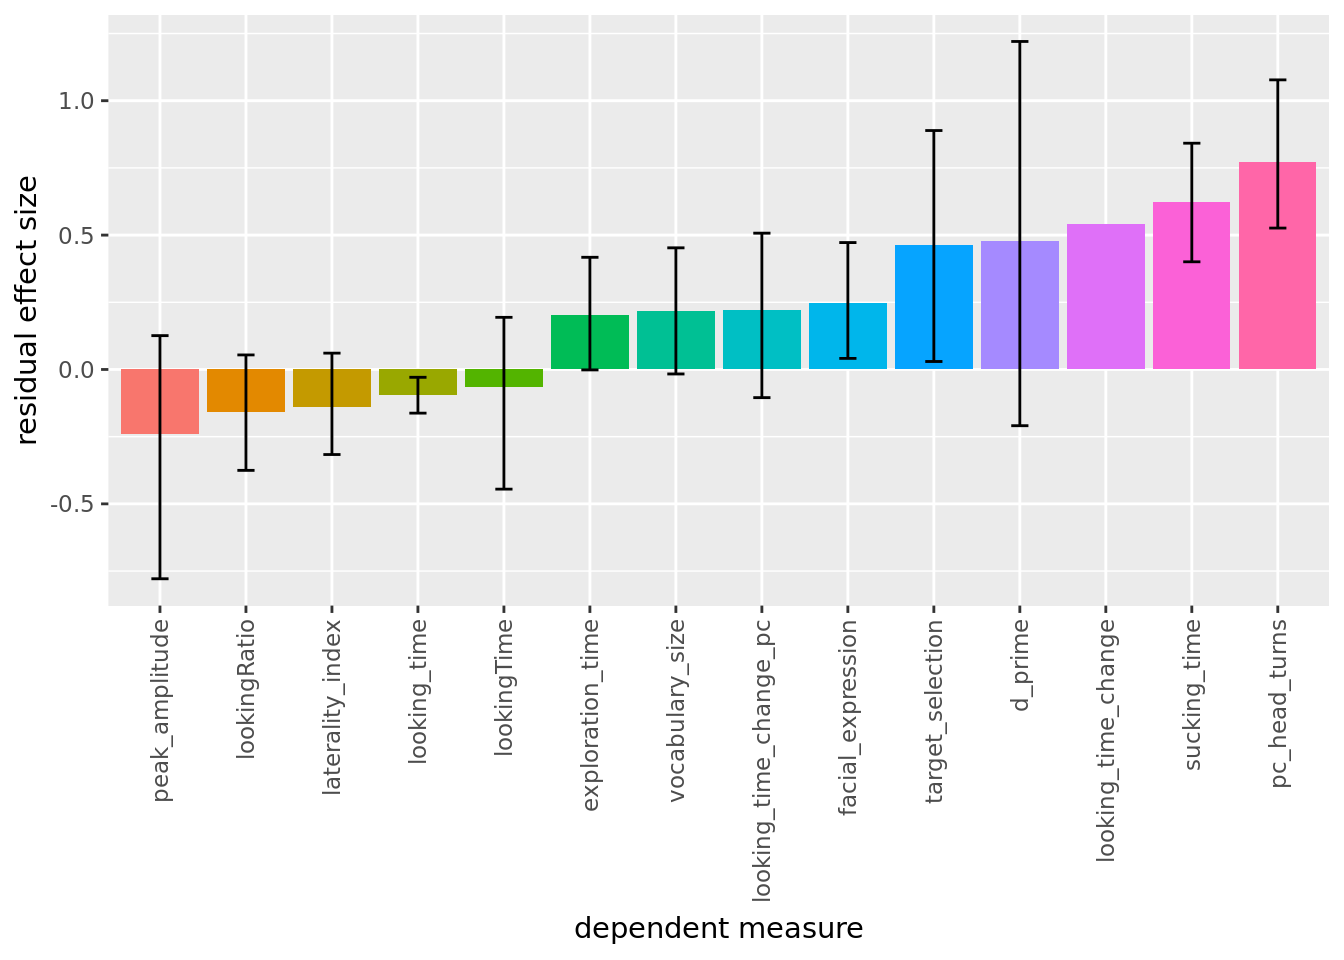 residual effect size
1.0
0.5
0.0
-0.5
peak_amplitude
lookingRatio
laterality_index
looking_time
lookingTime
exploration_time
vocabulary_size
looking_time_change_pc
facial_expression
target_selection
d_prime
looking_time_change
sucking_time
pc_head_turns
dependent measure